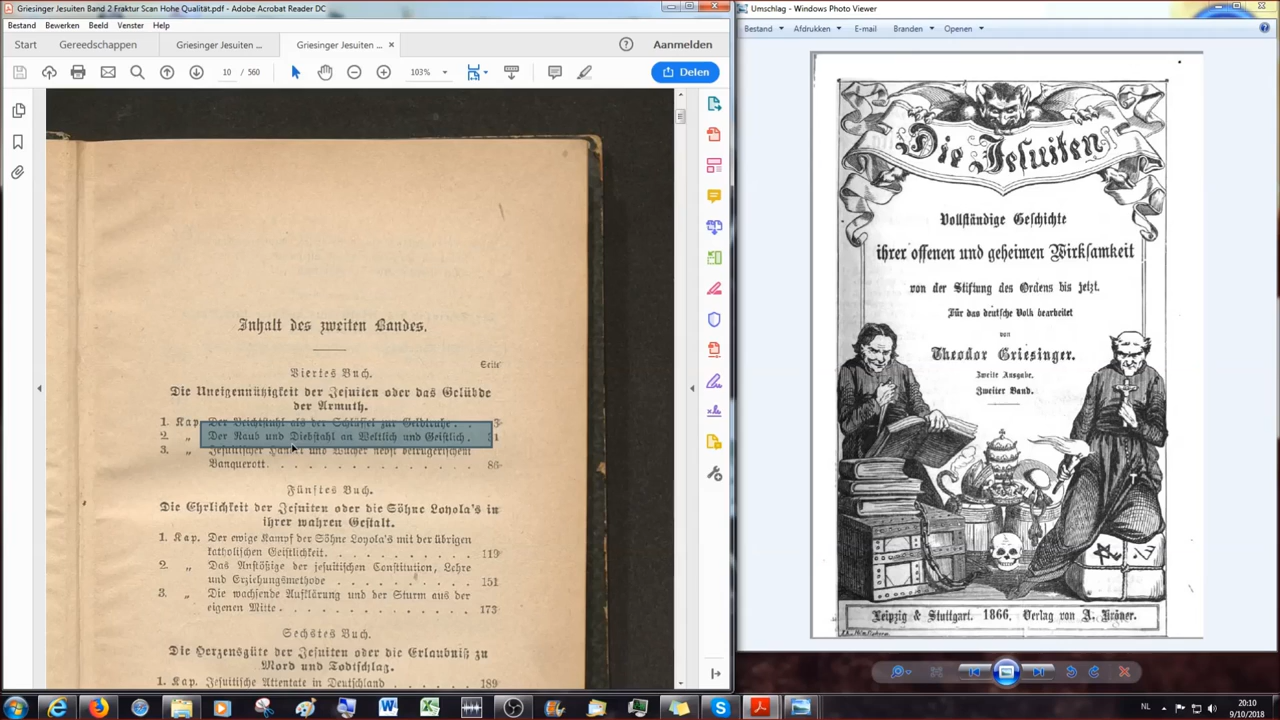 Griesinger Jesuiten Band 2 Fraktur Scan Hohe Qualität.pdf - Adobe Acrobat Reader DC
Bestand Bewerken Beeld Venster Help
Start Gereedschappen Griesinger Jesuiten ... Griesinger Jesuiten ... × Aanmelden
10 / 560 103% Delen
Inhalt des zweiten Bandes.
Seite
Viertes Buch.
Die Uneigennützigkeit der Jesuiten oder das Gelübde
der Armuth.
1. Kap. Der Beichtstuhl als der Schlüssel zur Geldtruhe. . 3
2. „ Der Raub und Diebstahl an Weltlich und Geistlich.
3. „ Jesuitischer Handel und Wucher nebst betrügerischem
Banquerott. . . . . . . . . . . . . . 86
Fünftes Buch.
Die Ehrlichkeit der Jesuiten oder die Söhne Loyola's in
ihrer wahren Gestalt.
1. Kap. Der ewige Kampf der Söhne Loyola's mit der übrigen
katholischen Geistlichkeit. . . . . . . . . . 119
2. „ Das Anstößige der jesuitischen Constitution, Lehre
und Erziehungsmethode . . . . . . . . . . 151
3. „ Die wachsende Aufklärung und der Sturm aus der
eigenen Mitte . . . . . . . . . . . . . 173
Sechstes Buch.
Die Herzensgüte der Jesuiten oder die Erlaubniß zu
Mord und Todtschlag.
1. Kap. Jesuitische Attentate in Deutschland . . . . . 189
Umschlag - Windows Photo Viewer
Bestand Afdrukken E-mail Branden Openen
Die Jesuiten
Vollständige Geschichte
ihrer offenen und geheimen Wirksamkeit
von der Stiftung des Ordens bis jetzt.
Für das deutsche Volk bearbeitet
von
Theodor Griesinger.
Zweite Ausgabe.
Zweiter Band.
Leipzig & Stuttgart. 1866. Verlag von A. Kröner.
NL 20:10
9/10/2018